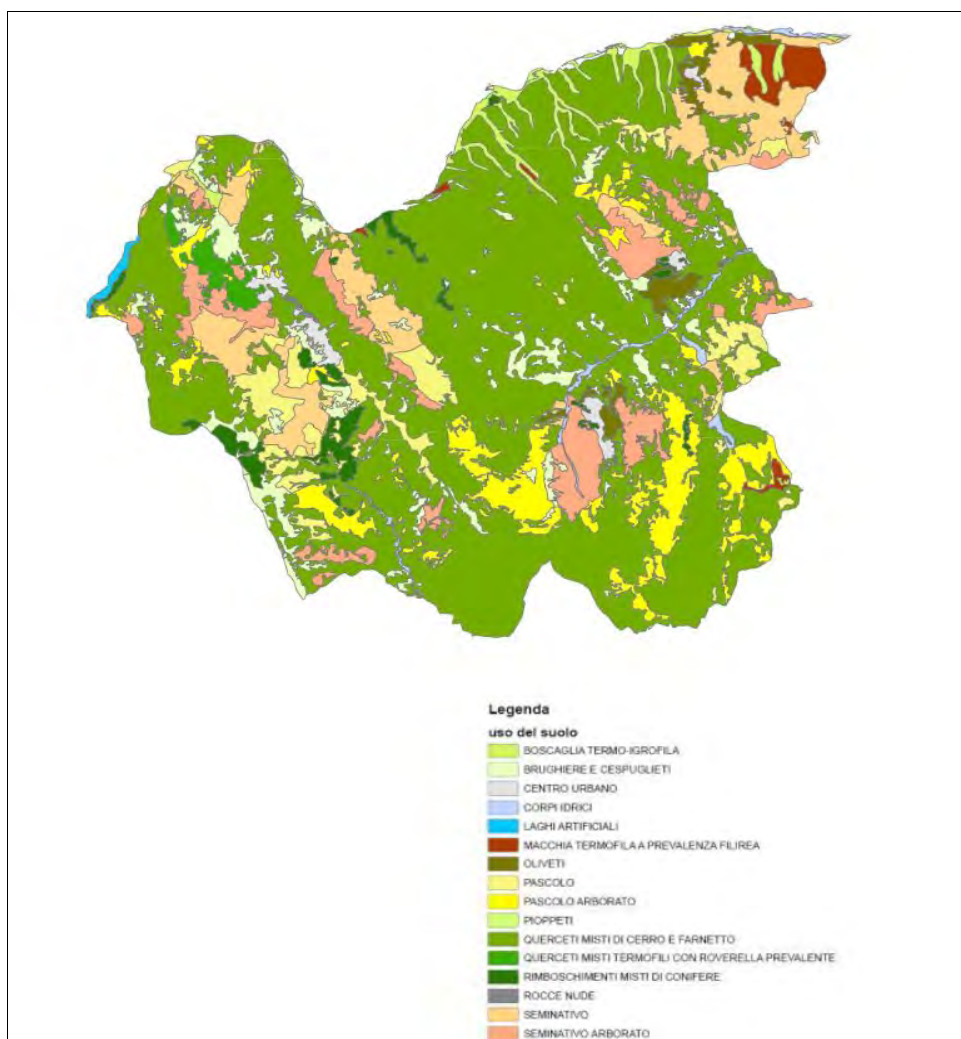 Legenda
uso del suolo
BOSCAGLIA TERMO-IGROFILA
BRUGHIERE E CESPUGLIETI
CENTRO URBANO
CORPI IDRICI
LAGHI ARTIFICIALI
MACCHIA TERMOFILA A PREVALENZA FILIREA
OLIVETI
PASCOLO
PASCOLO ARBORATO
PIOPPETI
QUERCETI MISTI DI CERRO E FARNETTO
QUERCETI MISTI TERMOFILI CON ROVERELLA PREVALENTE
RIMBOSCHIMENTI MISTI DI CONIFERE
ROCCE NUDE
SEMINATIVO
SEMINATIVO ARBORATO